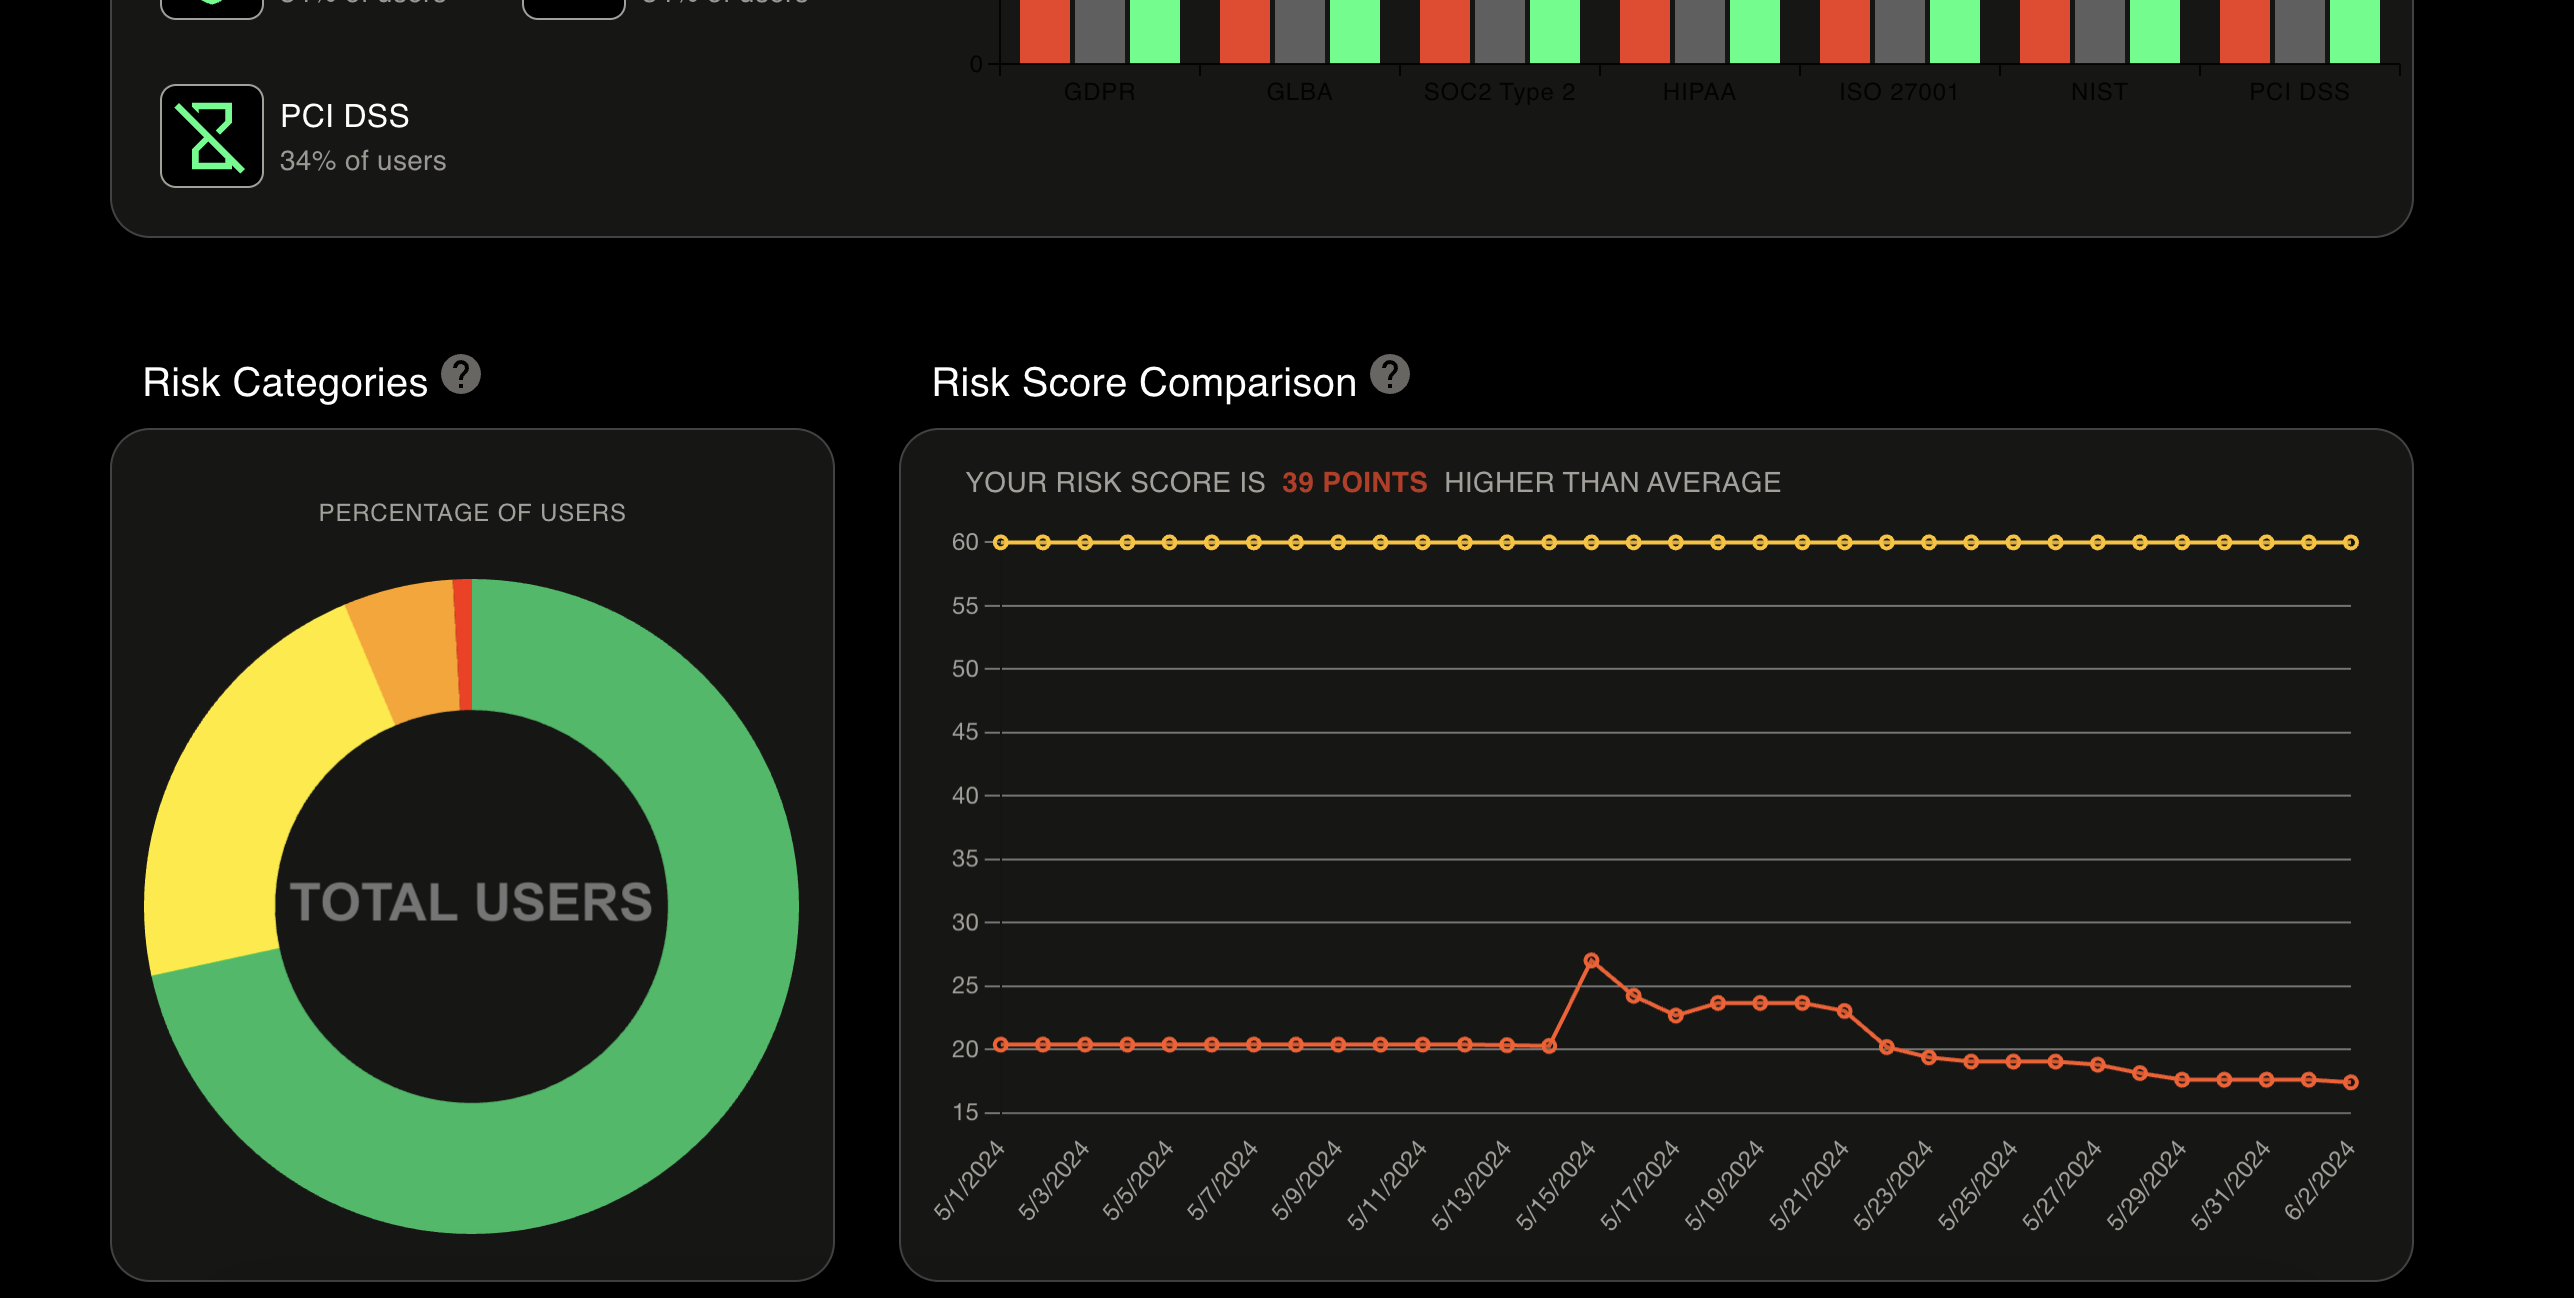 0
GDPR
GLBA
SOC2 Type 2
HIPAA
ISO 27001
NIST
PCI DSS
PCI DSS
34% of users
Risk Categories ?
PERCENTAGE OF USERS
TOTAL USERS
Risk Score Comparison ?
YOUR RISK SCORE IS 39 POINTS HIGHER THAN AVERAGE
60
55
50
45
40
35
30
25
20
15
5/1/2024
5/3/2024
5/5/2024
5/7/2024
5/9/2024
5/11/2024
5/13/2024
5/15/2024
5/17/2024
5/19/2024
5/21/2024
5/23/2024
5/25/2024
5/27/2024
5/29/2024
5/31/2024
6/2/2024